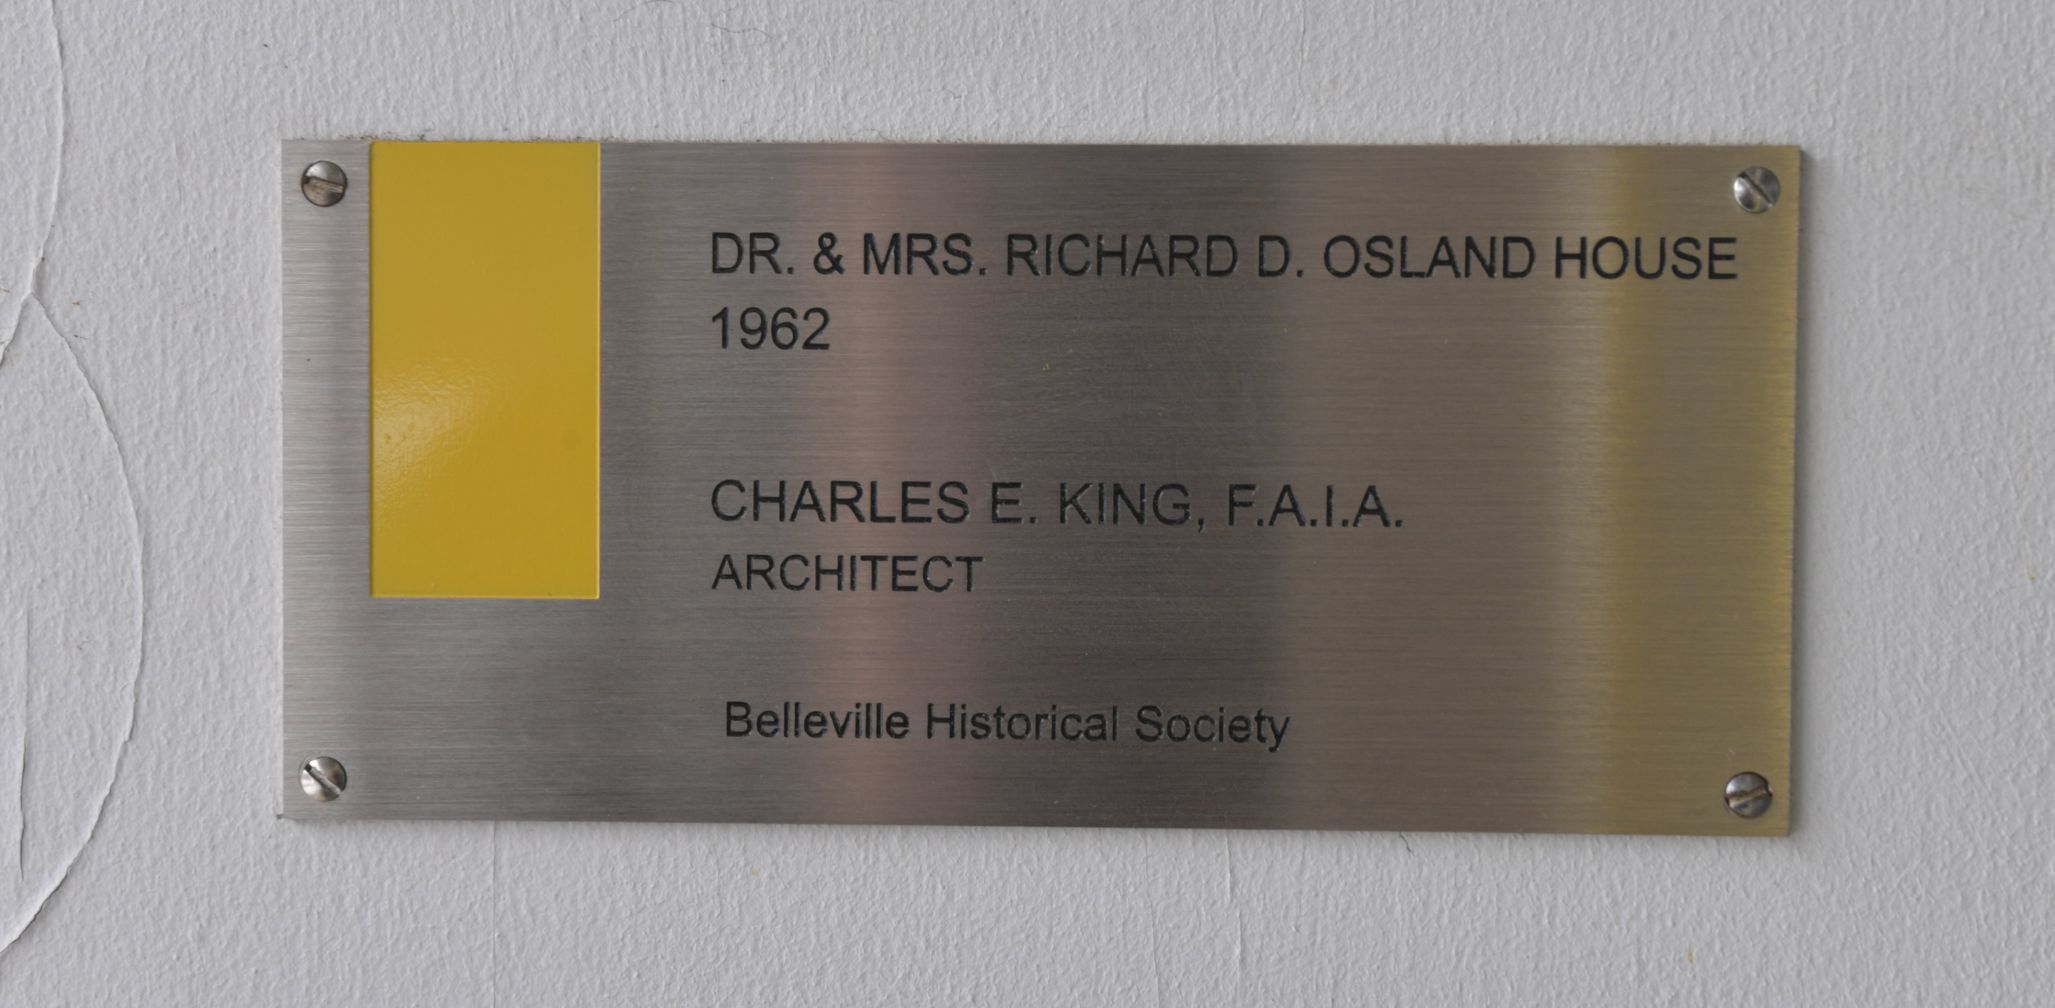 DR. & MRS. RICHARD D. OSLAND HOUSE
1962
CHARLES E. KING, F.A.I.A.
ARCHITECT
Belleville Historical Society